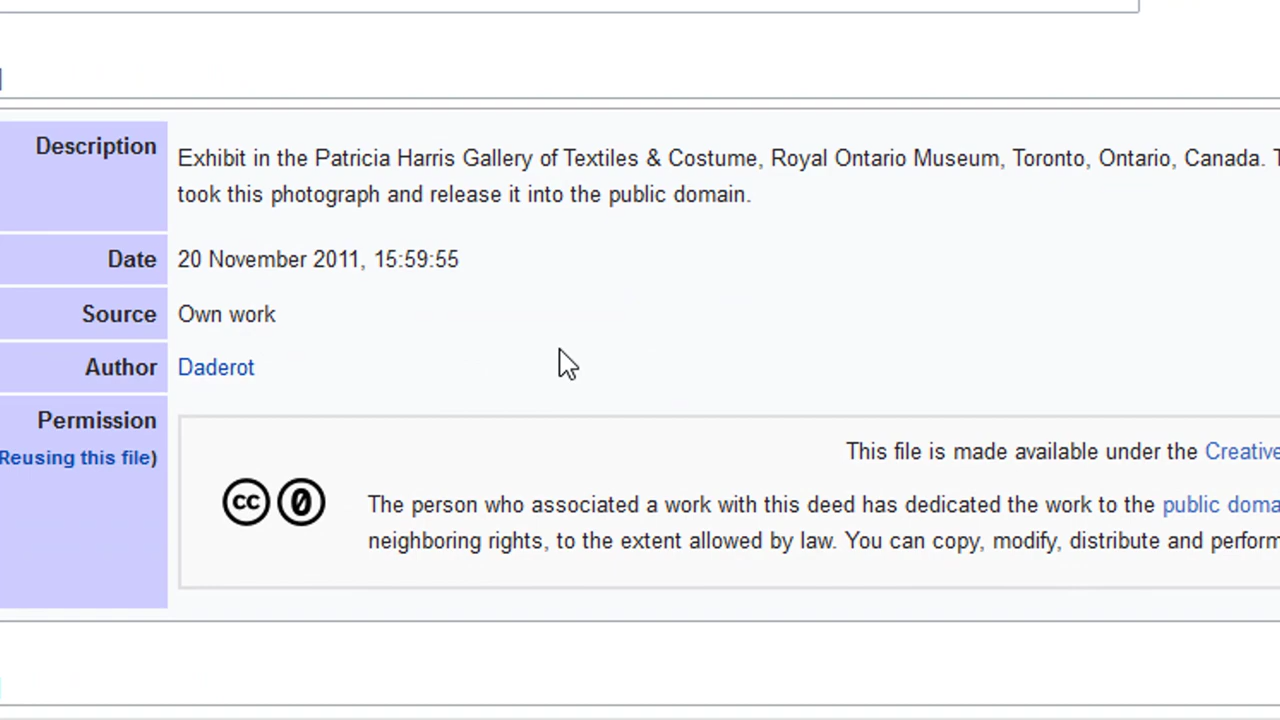 Description
Exhibit in the Patricia Harris Gallery of Textiles & Costume, Royal Ontario Museum, Toronto, Ontario, Canada.
took this photograph and release it into the public domain.
Date 20 November 2011, 15:59:55
Source Own work
Author Daderot
Permission
Reusing this file)
This file is made available under the Creative
cc 0
The person who associated a work with this deed has dedicated the work to the public
neighboring rights, to the extent allowed by law. You can copy, modify, distribute and perform